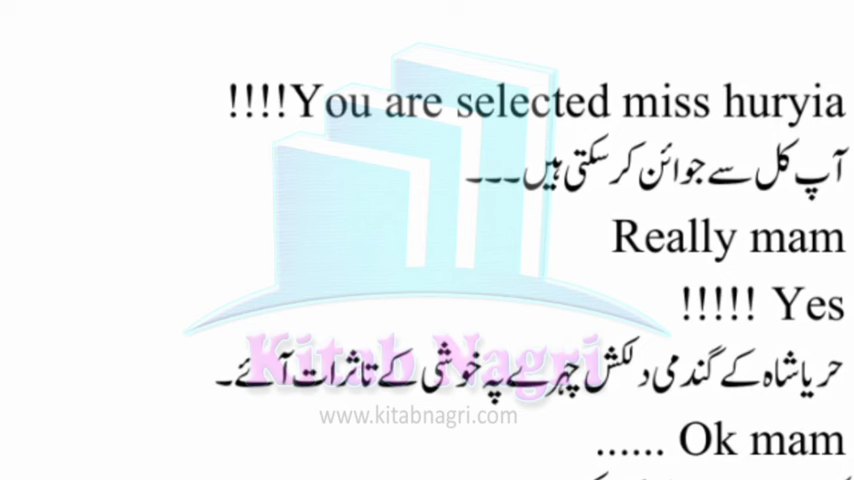 !!!!You are selected miss huryia
آپ کل سے جوائن کر سکتی ہیں۔۔۔
Really mam
!!!!! Yes
حریا شاہ کے گندمی دلکش چہرے پہ خوشی کے تاثرات آئے۔
Kitab Nagri
www.kitabnagri.com
...... Ok mam